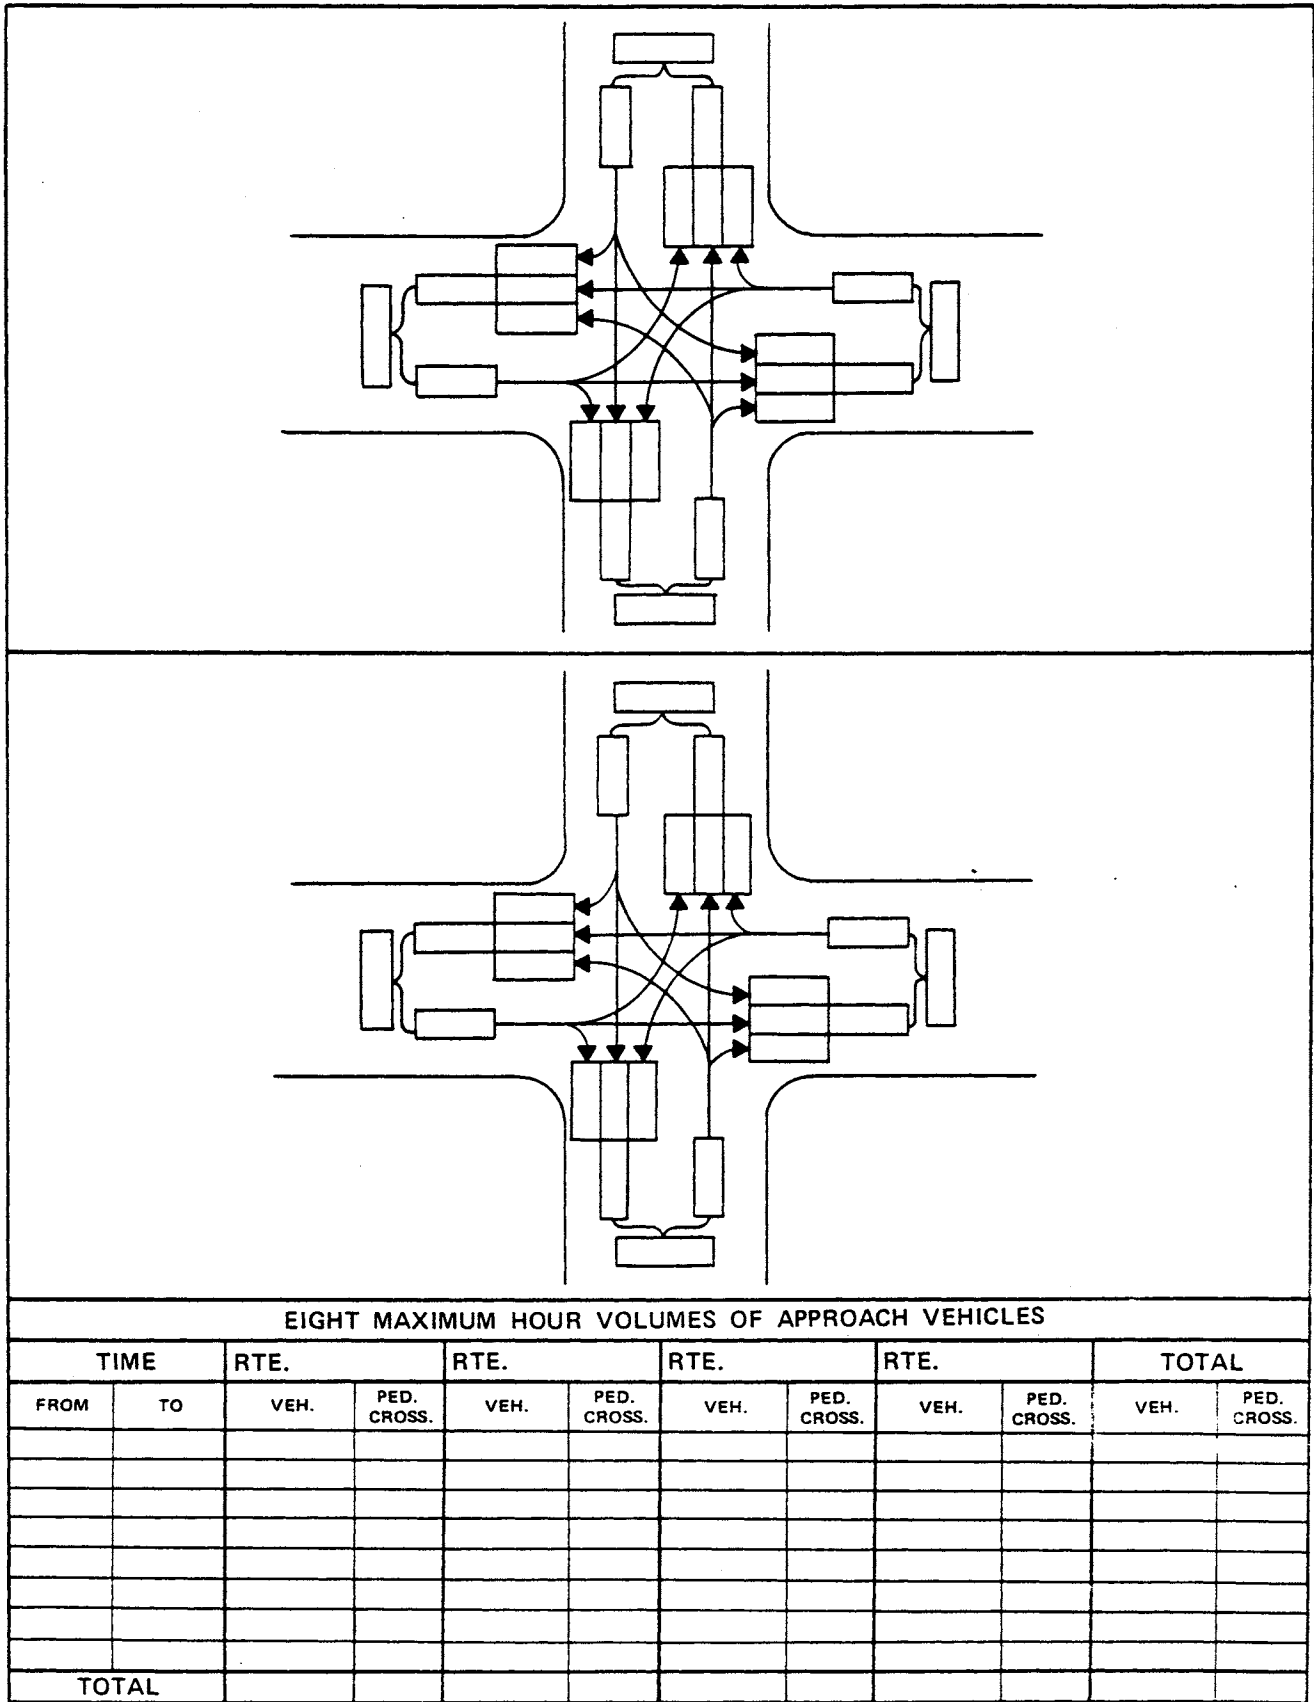 EIGHT MAXIMUM HOUR VOLUMES OF APPROACH VEHICLES
TIME RTE. RTE. RTE. RTE. TOTAL
FROM TO VEH. PED. CROSS. VEH. PED. CROSS. VEH. PED. CROSS. VEH. PED. CROSS. VEH. PED. CROSS.
TOTAL